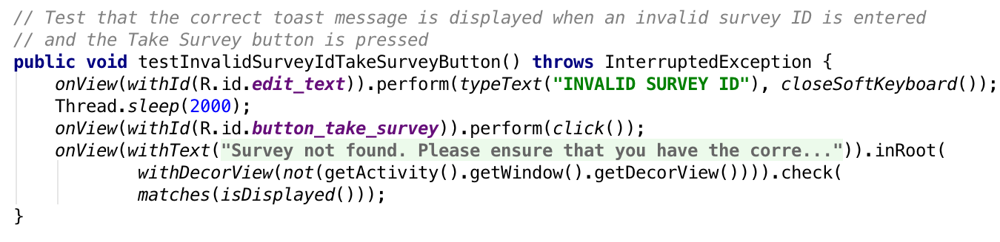 // Test that the correct toast message is displayed when an invalid survey ID is entered
// and the Take Survey button is pressed
public void testInvalidSurveyIdTakeSurveyButton() throws InterruptedException {
    onView(withId(R.id.edit_text)).perform(typeText("INVALID SURVEY ID"), closeSoftKeyboard());
    Thread.sleep(2000);
    onView(withId(R.id.button_take_survey)).perform(click());
    onView(withText("Survey not found. Please ensure that you have the corre...")).inRoot(
            withDecorView(not(getActivity().getWindow().getDecorView()))).check(
            matches(isDisplayed()));
}